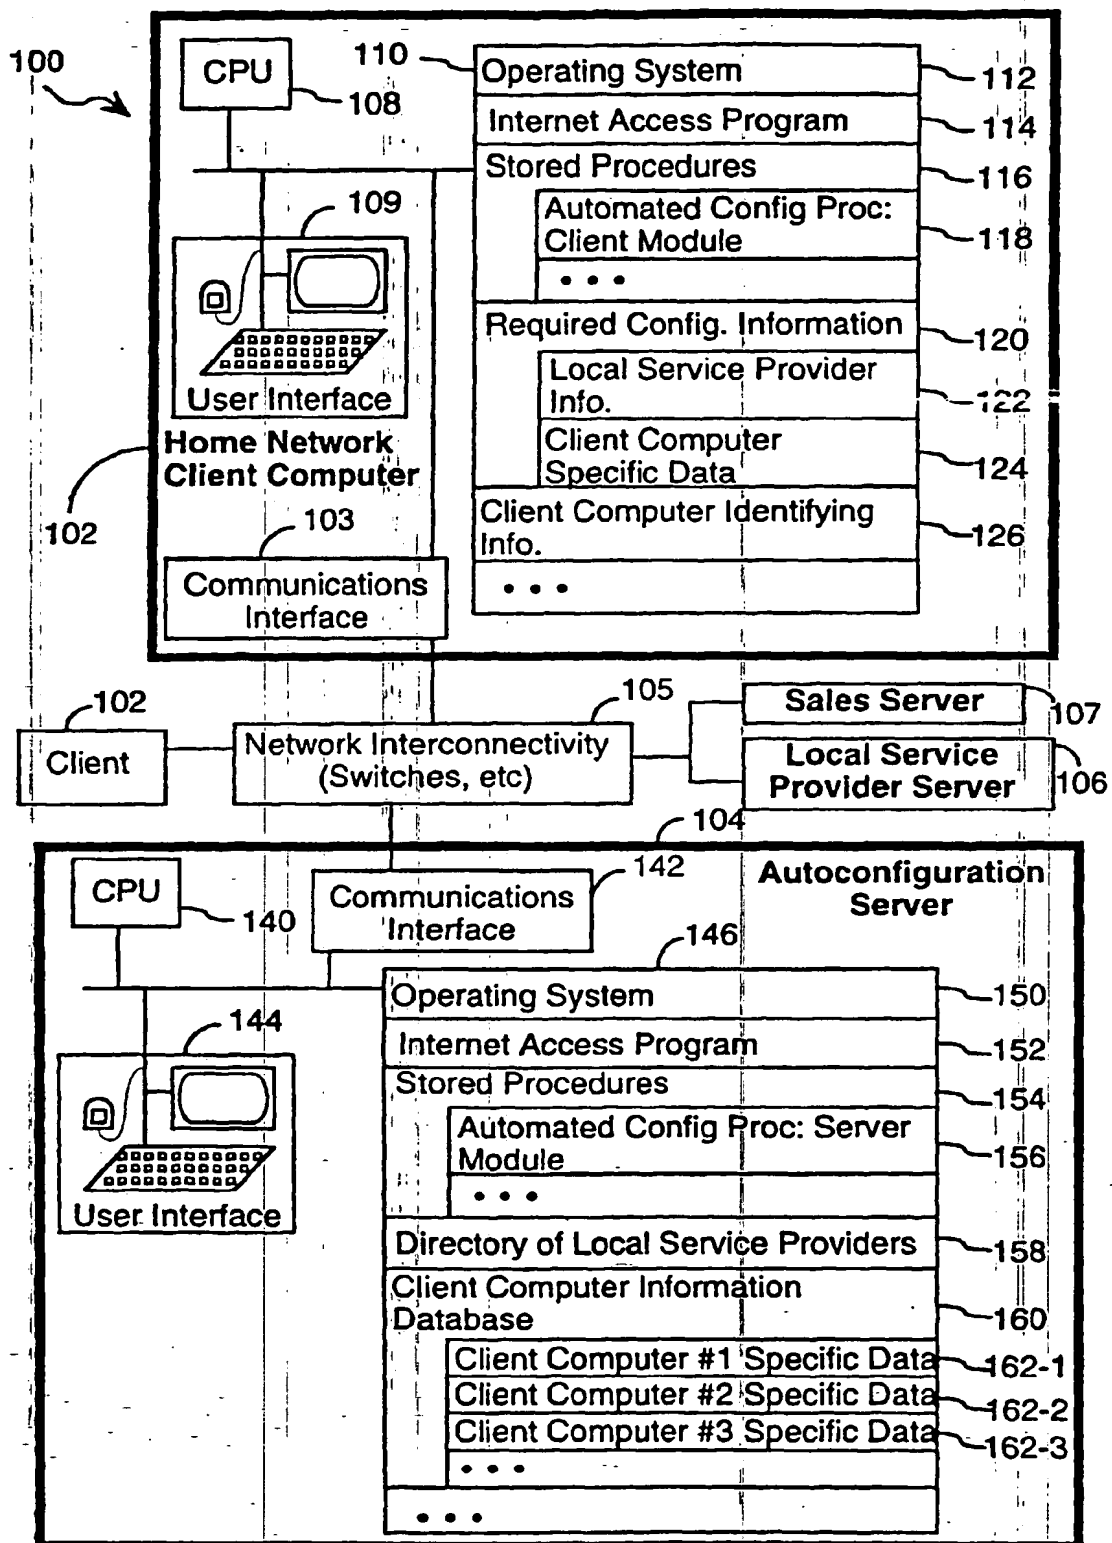 100
CPU
108
110
Operating System
112
Internet Access Program
114
Stored Procedures
116
Automated Config Proc:
Client Module
118
• • •
109
User Interface
Required Config. Information
120
Local Service Provider
Info.
122
Client Computer
Specific Data
124
Home Network
Client Computer
102
Client Computer Identifying
Info.
126
• • •
103
Communications
Interface
102
Client
105
Network Interconnectivity
(Switches, etc)
Sales Server
107
Local Service
Provider Server
106
104
Autoconfiguration
Server
CPU
140
142
Communications
Interface
146
Operating System
150
144
User Interface
Internet Access Program
152
Stored Procedures
154
Automated Config Proc: Server
Module
156
• • •
Directory of Local Service Providers
158
Client Computer Information
Database
160
Client Computer #1 Specific Data
162-1
Client Computer #2 Specific Data
162-2
Client Computer #3 Specific Data
162-3
• • •
• • •